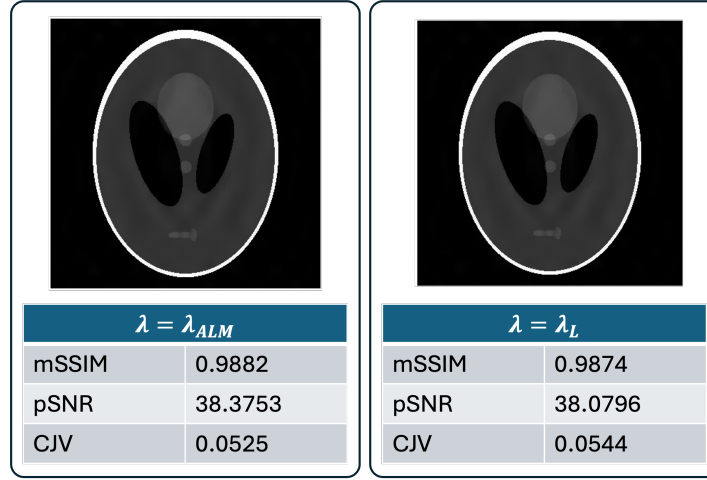 λ = λ_ALM
mSSIM 0.9882
pSNR 38.3753
CJV 0.0525
λ = λ_L
mSSIM 0.9874
pSNR 38.0796
CJV 0.0544